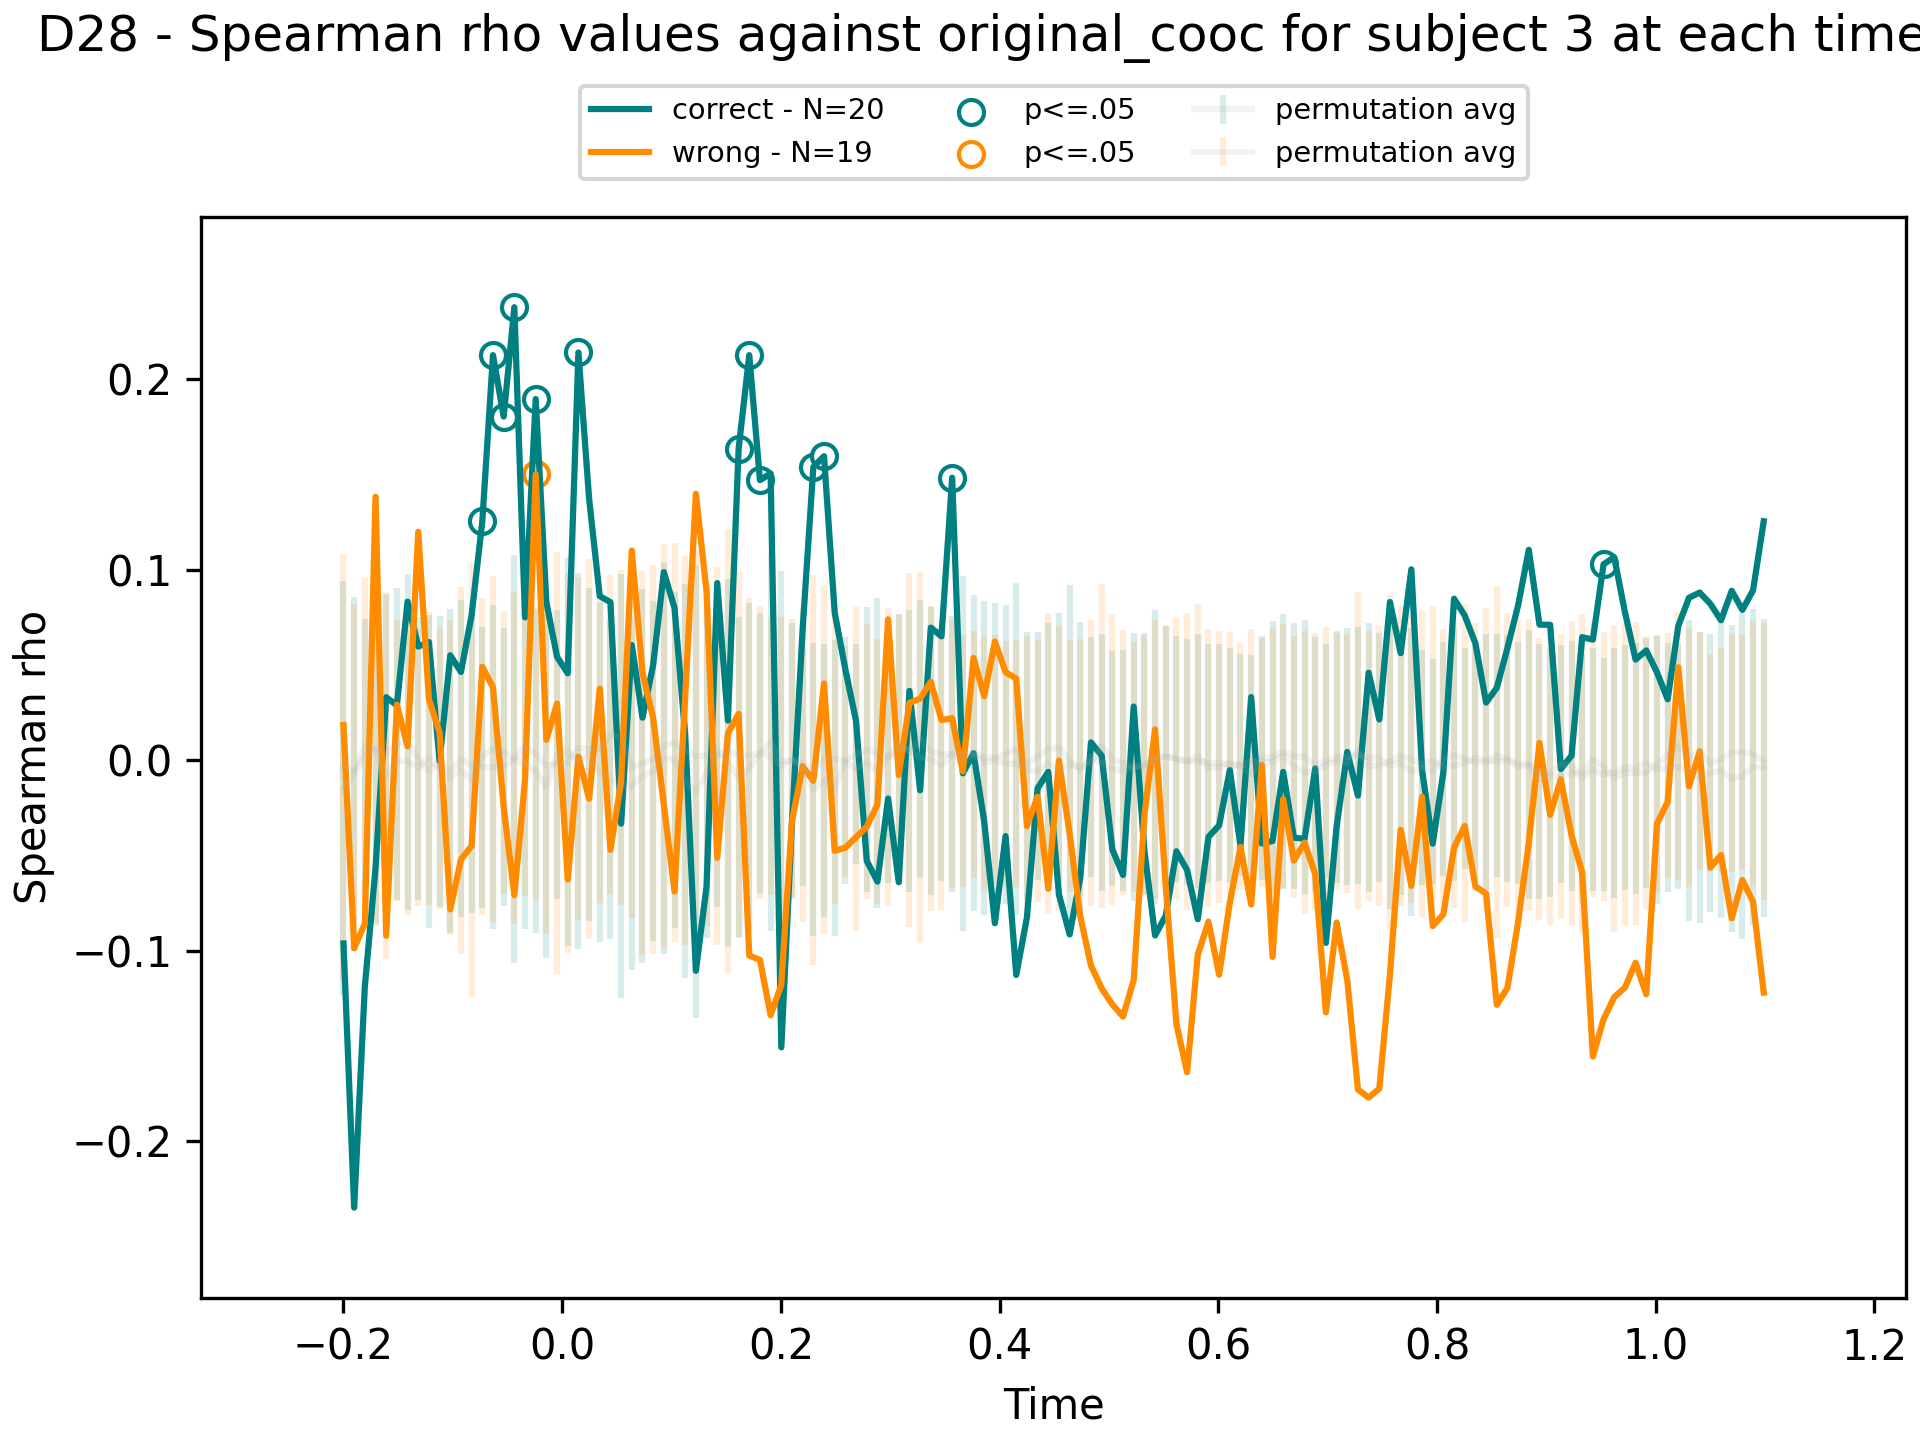 D28 - Spearman rho values against original_cooc for subject 3 at each time
correct - N=20
wrong - N=19
p<=.05
p<=.05
permutation avg
permutation avg
Spearman rho
0.2
0.1
0.0
−0.1
−0.2
−0.2 0.0 0.2 0.4 0.6 0.8 1.0 1.2
Time